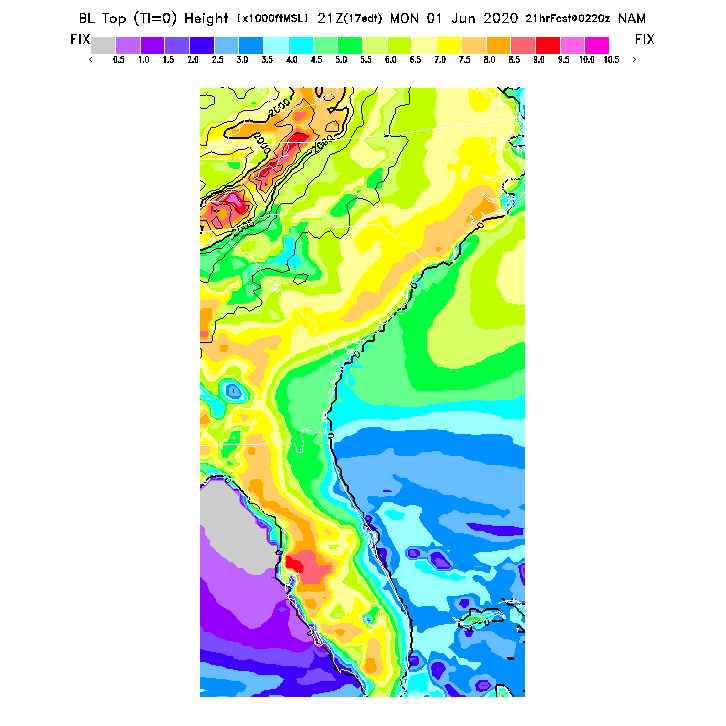 BL Top (TI=0) Height [x1000ftMSL] 21Z(17edt) MON 01 Jun 2020 21hrFcst@0220z NAM
FIX FIX
< 0.5 1.0 1.5 2.0 2.5 3.0 3.5 4.0 4.5 5.0 5.5 6.0 6.5 7.0 7.5 8.0 8.5 9.0 9.5 10.0 10.5 >
2000
2000
2000